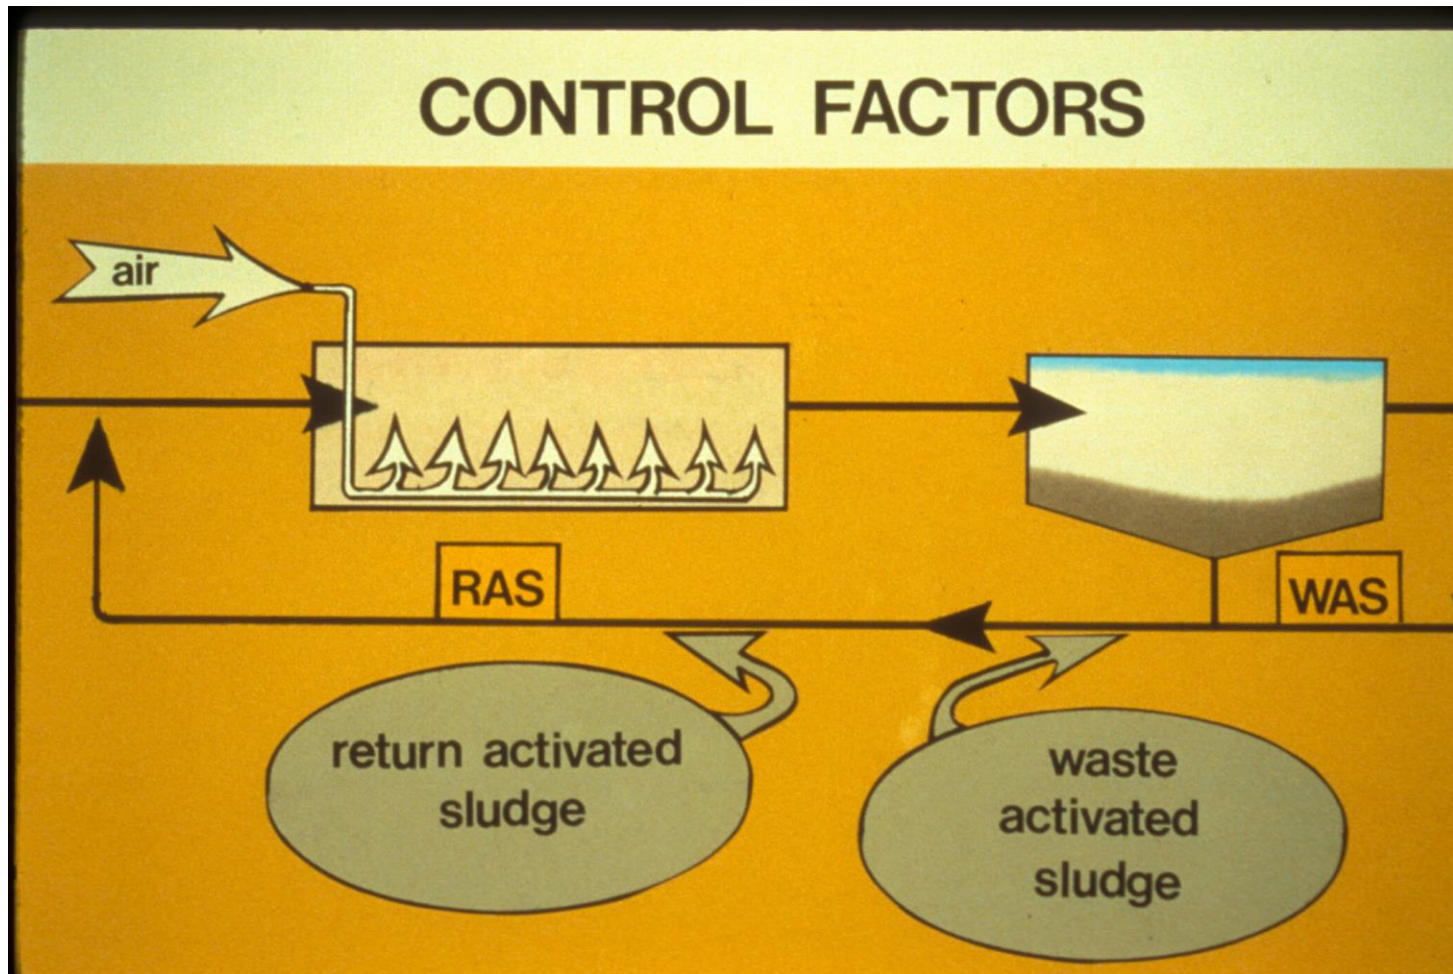 CONTROL FACTORS
air
RAS
WAS
return activated
sludge
waste
activated
sludge